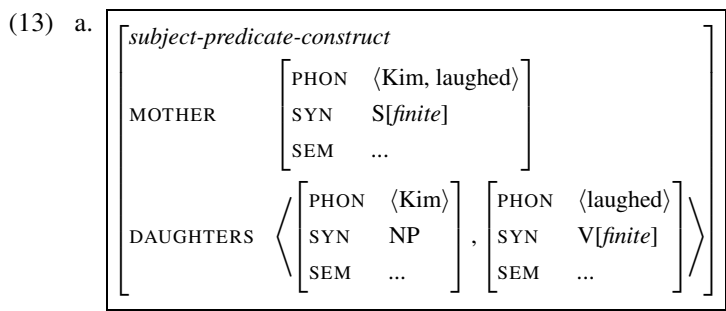 (13) a.
subject-predicate-construct
PHON ⟨Kim, laughed⟩
MOTHER SYN S[finite]
SEM ...
PHON ⟨Kim⟩ PHON ⟨laughed⟩
DAUGHTERS ⟨ SYN NP , SYN V[finite] ⟩
SEM ... SEM ...